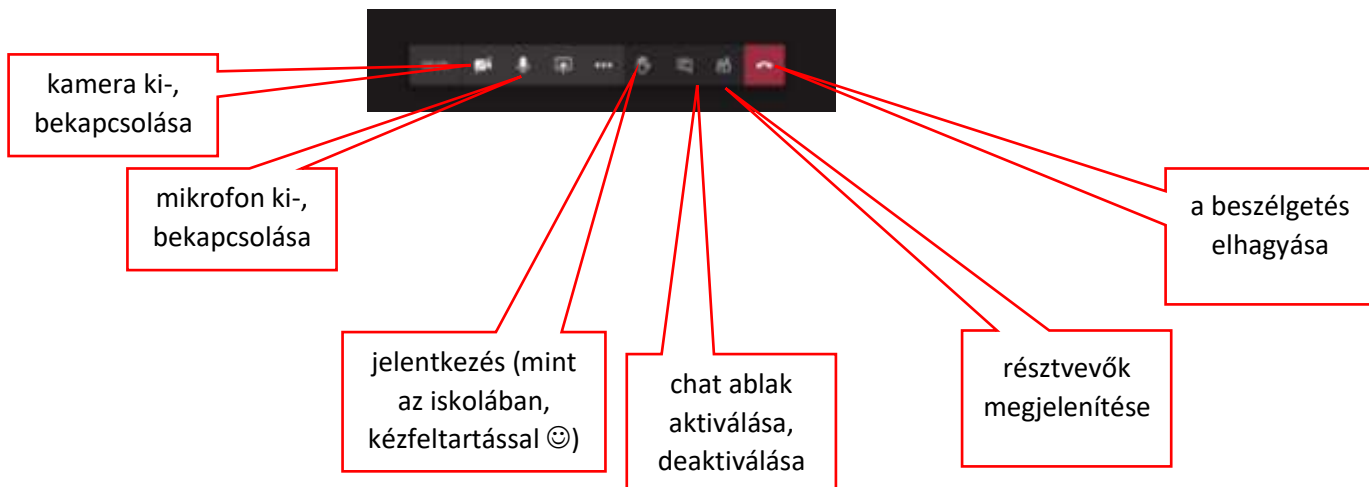 kamera ki-,
bekapcsolása
mikrofon ki-,
bekapcsolása
a beszélgetés
elhagyása
jelentkezés (mint
az iskolában,
kézfeltartással ☺)
chat ablak
aktiválása,
deaktiválása
résztvevők
megjelenítése